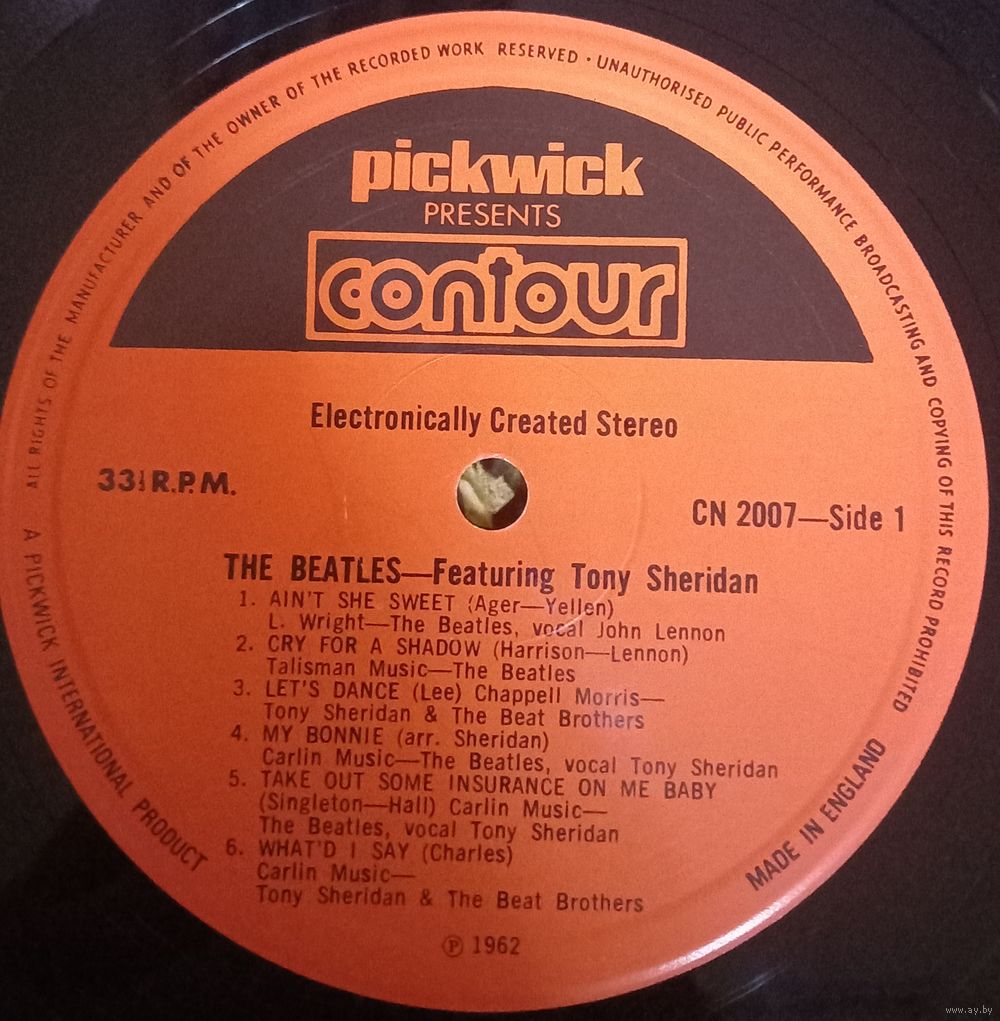 ALL RIGHTS OF THE MANUFACTURER AND OF THE OWNER OF THE RECORDED WORK RESERVED · UNAUTHORISED PUBLIC PERFORMANCE BROADCASTING AND COPYING OF THIS RECORD PROHIBITED
pickwick
PRESENTS
contour
Electronically Created Stereo
33⅓ R.P.M.
CN 2007—Side 1
THE BEATLES—Featuring Tony Sheridan
1. AIN'T SHE SWEET (Ager—Yellen)
L. Wright—The Beatles, vocal John Lennon
2. CRY FOR A SHADOW (Harrison—Lennon)
Talisman Music—The Beatles
3. LET'S DANCE (Lee) Chappell Morris—
Tony Sheridan & The Beat Brothers
4. MY BONNIE (arr. Sheridan)
Carlin Music—The Beatles, vocal Tony Sheridan
5. TAKE OUT SOME INSURANCE ON ME BABY
(Singleton—Hall) Carlin Music—
The Beatles, vocal Tony Sheridan
6. WHAT'D I SAY (Charles)
Carlin Music—
Tony Sheridan & The Beat Brothers
℗ 1962
A PICKWICK INTERNATIONAL PRODUCT
MADE IN ENGLAND
www.ay.by